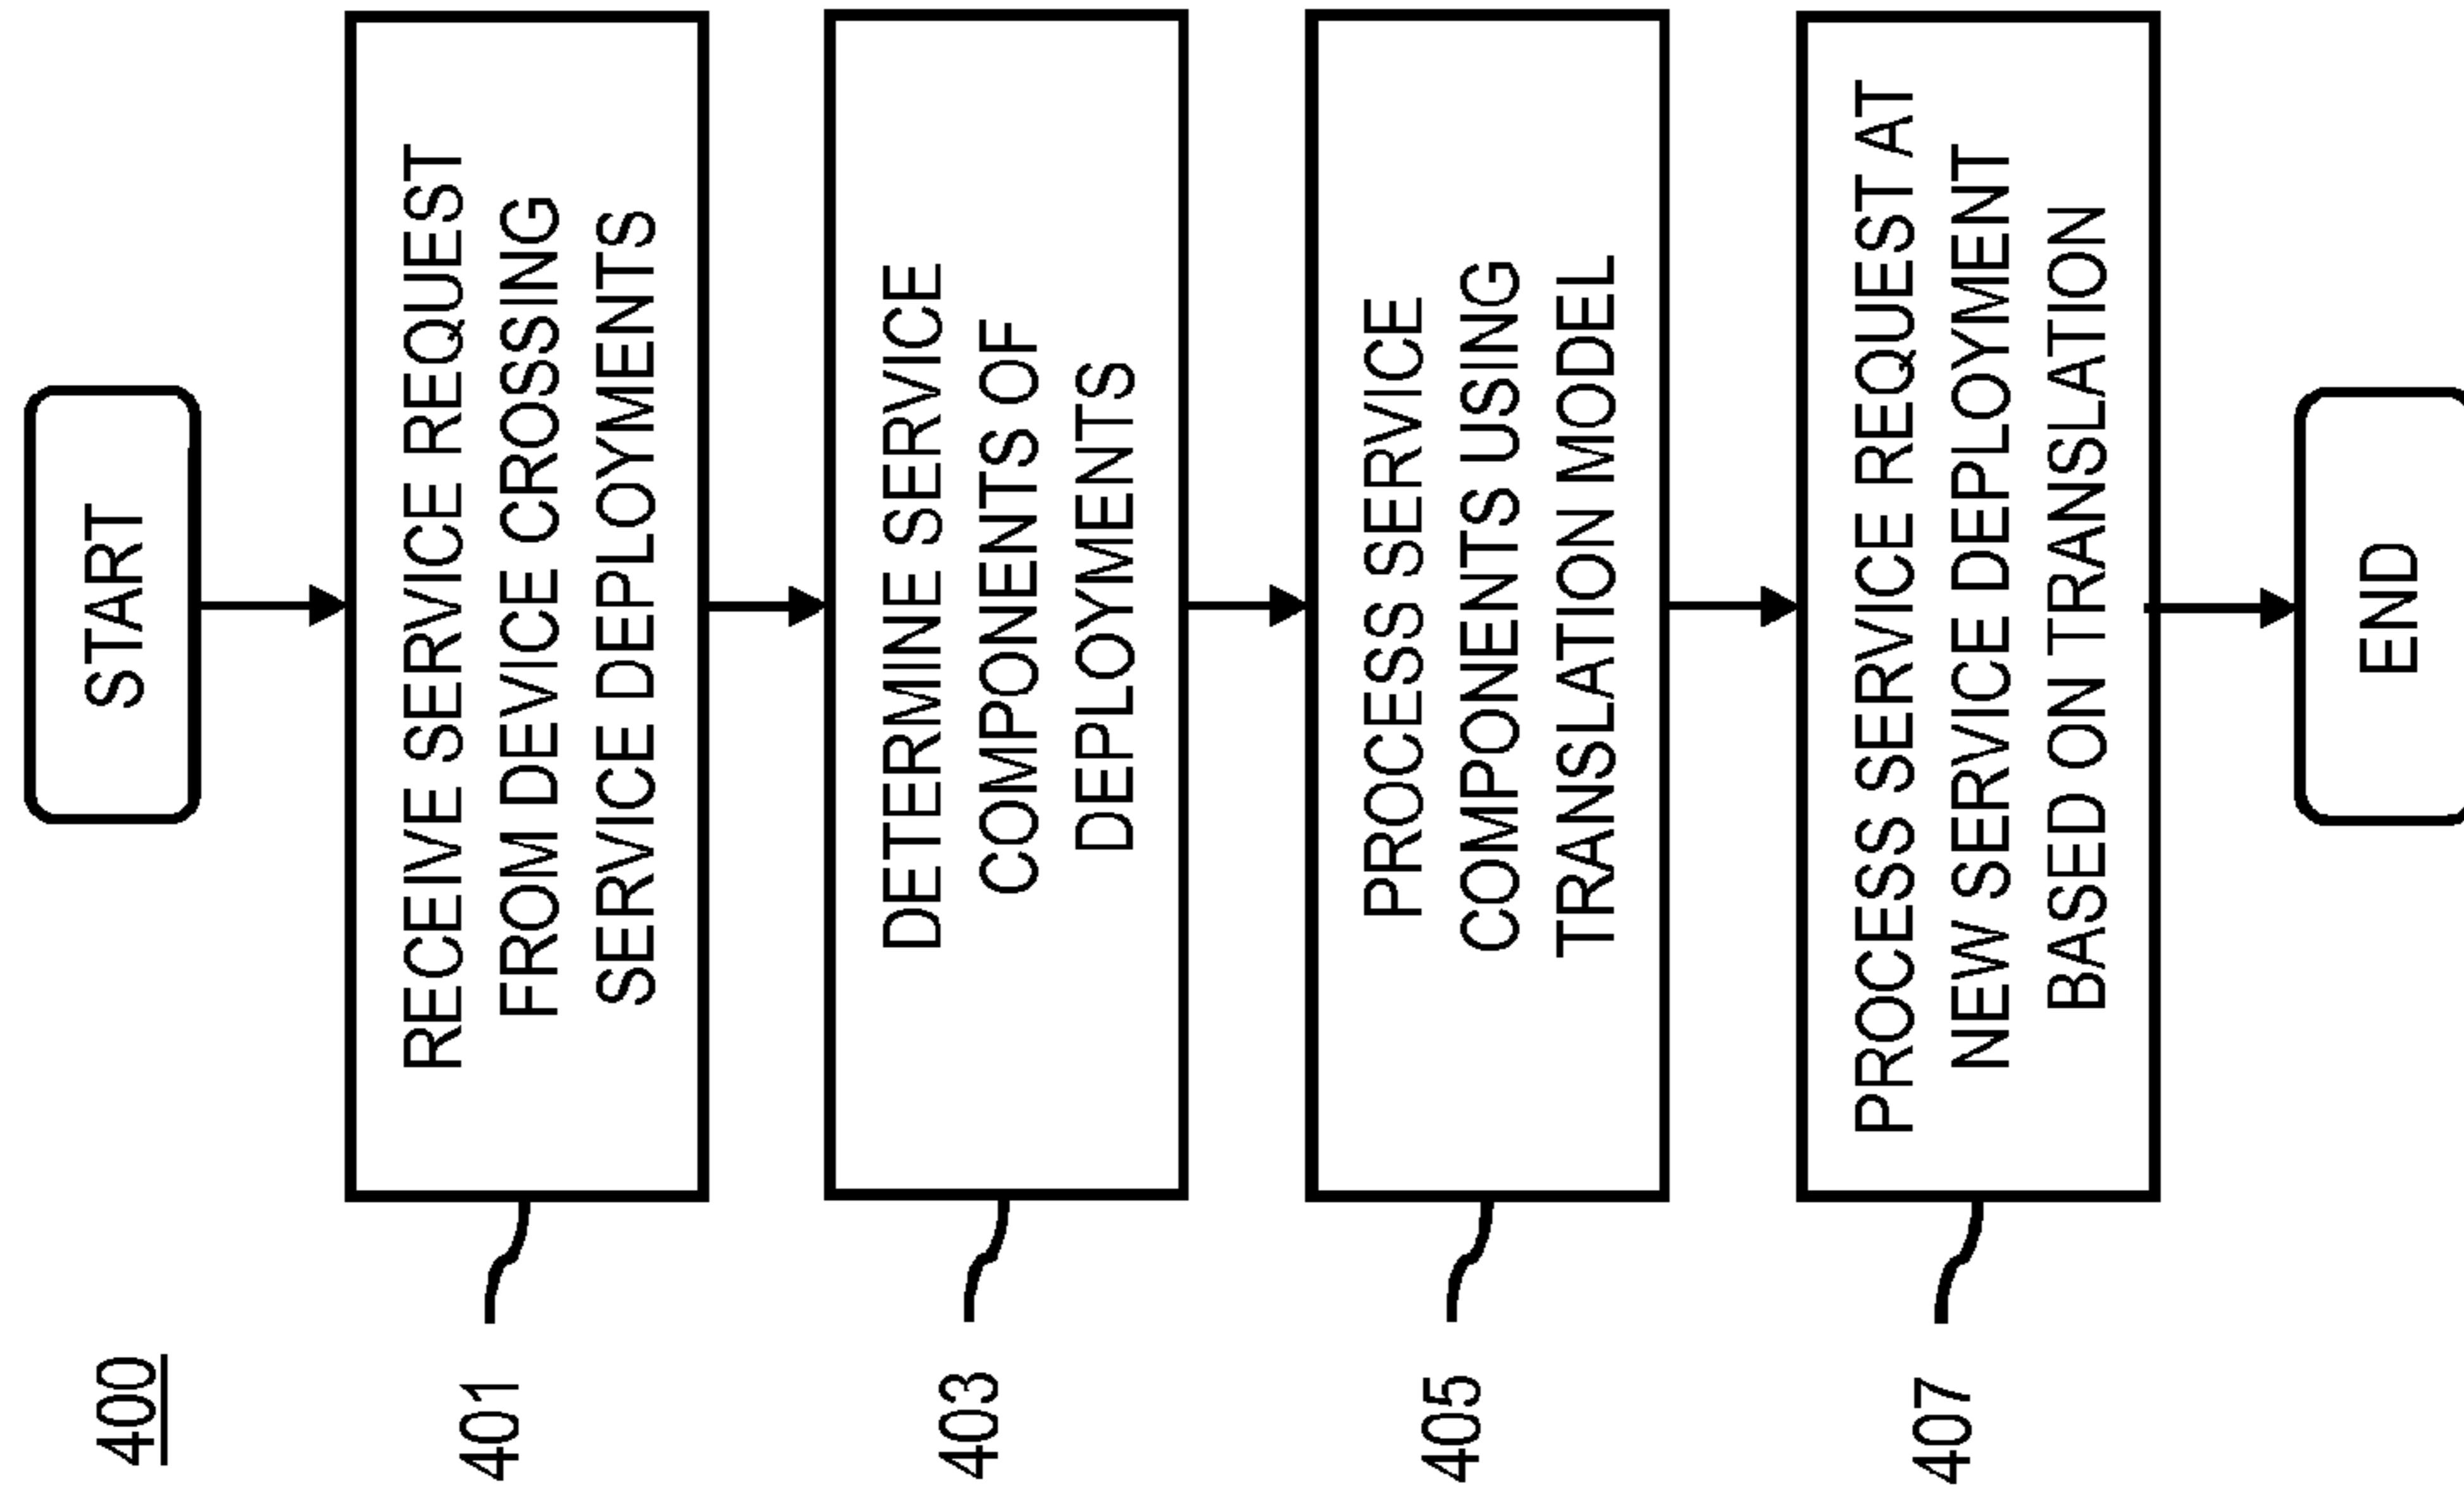 400
START
401
RECEIVE SERVICE REQUEST
FROM DEVICE CROSSING
SERVICE DEPLOYMENTS
403
DETERMINE SERVICE
COMPONENTS OF
DEPLOYMENTS
405
PROCESS SERVICE
COMPONENTS USING
TRANSLATION MODEL
407
PROCESS SERVICE REQUEST AT
NEW SERVICE DEPLOYMENT
BASED ON TRANSLATION
END